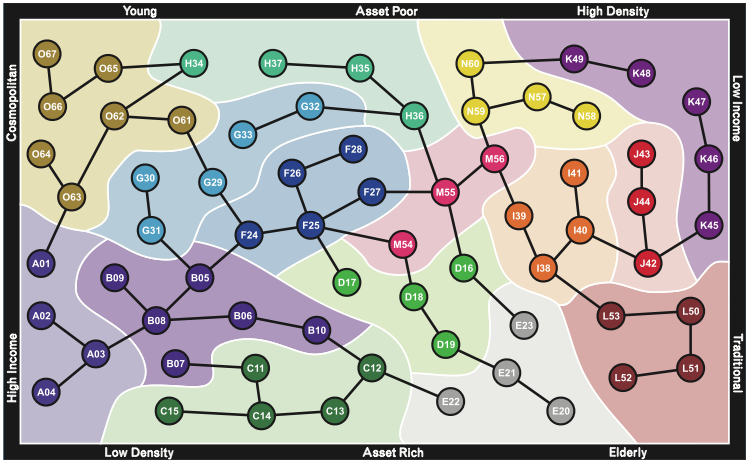 Young Asset Poor High Density
O67 O65 H34 H37 H35 N60 K49 K48
O66 O62 O61 G33 G32 H36 N59 N57 N58 K47
O64 O63 G30 G29 F26 F28 F27 M55 M56 I41 J43 K46
A01 G31 F24 F25 M54 I39 I40 J44 K45
B09 B05 D17 D16 I38 J42
A02 B08 B06 B10 D18 E23 L53 L50
A03 B07 C11 C12 D19 E21 L52 L51
A04 C15 C14 C13 E22 E20
Cosmopolitan
High Income
Low Income
Traditional
Low Density Asset Rich Elderly